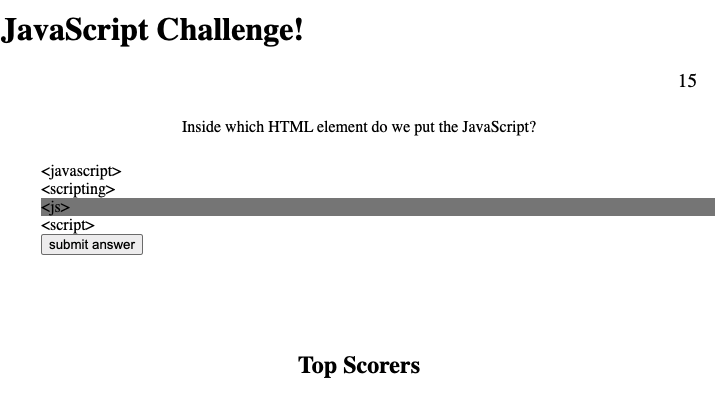 JavaScript Challenge!
15
Inside which HTML element do we put the JavaScript?
<javascript>
<scripting>
<js>
<script>
submit answer
Top Scorers